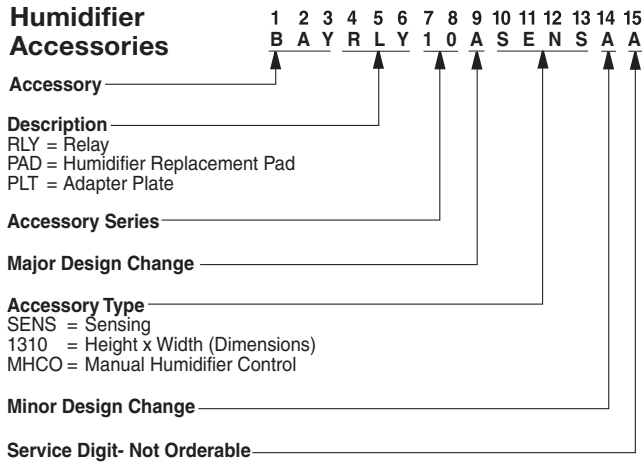 Humidifier
Accessories
1 2 3 4 5 6 7 8 9 10 11 12 13 14 15
B A Y R L Y 1 0 A S E N S A A
Accessory
Description
RLY = Relay
PAD = Humidifier Replacement Pad
PLT = Adapter Plate
Accessory Series
Major Design Change
Accessory Type
SENS = Sensing
1310 = Height x Width (Dimensions)
MHCO = Manual Humidifier Control
Minor Design Change
Service Digit- Not Orderable